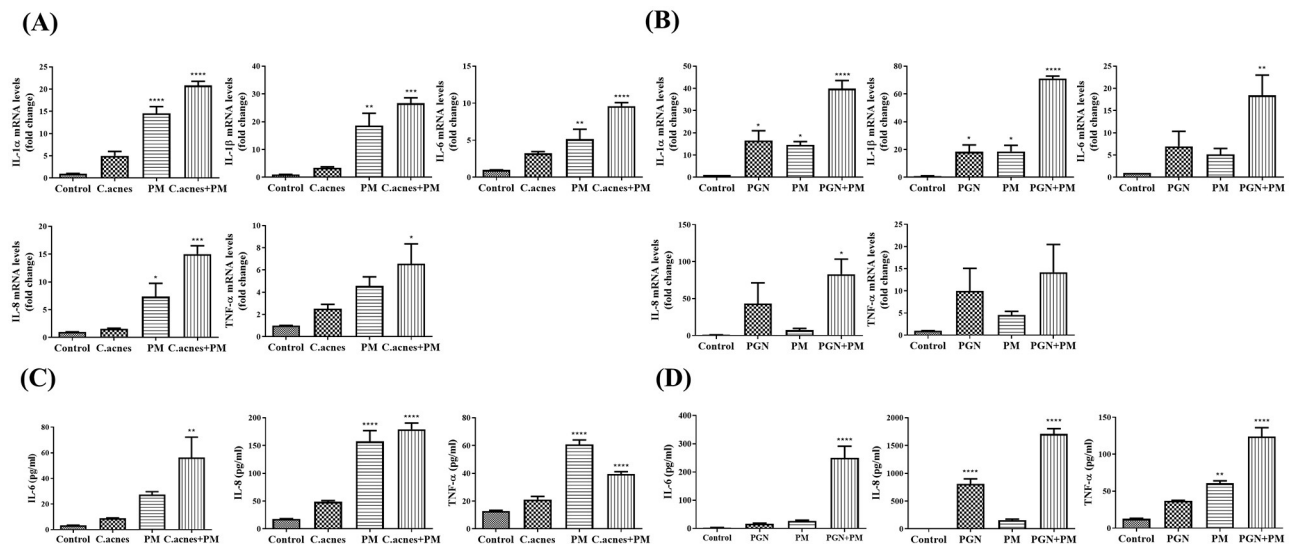 (A)
IL-1α mRNA levels
(fold change)
25
20
15
10
5
0
****
****
Control C.acnes PM C.acnes+PM
IL-1β mRNA levels
(fold change)
40
30
20
10
0
**
***
Control C.acnes PM C.acnes+PM
IL-6 mRNA levels
(fold change)
15
10
5
0
**
****
Control C.acnes PM C.acnes+PM
IL-8 mRNA levels
(fold change)
20
15
10
5
0
*
***
Control C.acnes PM C.acnes+PM
TNF-α mRNA levels
(fold change)
10
8
6
4
2
0
*
Control C.acnes PM C.acnes+PM
(B)
IL-1α mRNA levels
(fold change)
50
40
30
20
10
0
*
*
****
Control PGN PM PGN+PM
IL-1β mRNA levels
(fold change)
80
60
40
20
0
*
*
****
Control PGN PM PGN+PM
IL-6 mRNA levels
(fold change)
25
20
15
10
5
0
**
Control PGN PM PGN+PM
IL-8 mRNA levels
(fold change)
150
100
50
0
*
Control PGN PM PGN+PM
TNF-α mRNA levels
(fold change)
25
20
15
10
5
0
Control PGN PM PGN+PM
(C)
IL-6 (pg/ml)
80
60
40
20
0
**
Control C.acnes PM C.acnes+PM
IL-8 (pg/ml)
200
150
100
50
0
****
****
Control C.acnes PM C.acnes+PM
TNF-α (pg/ml)
80
60
40
20
0
****
****
Control C.acnes PM C.acnes+PM
(D)
IL-6 (pg/ml)
400
300
200
100
0
****
Control PGN PM PGN+PM
IL-8 (pg/ml)
2000
1500
1000
500
0
****
****
Control PGN PM PGN+PM
TNF-α (pg/ml)
150
100
50
0
**
****
Control PGN PM PGN+PM